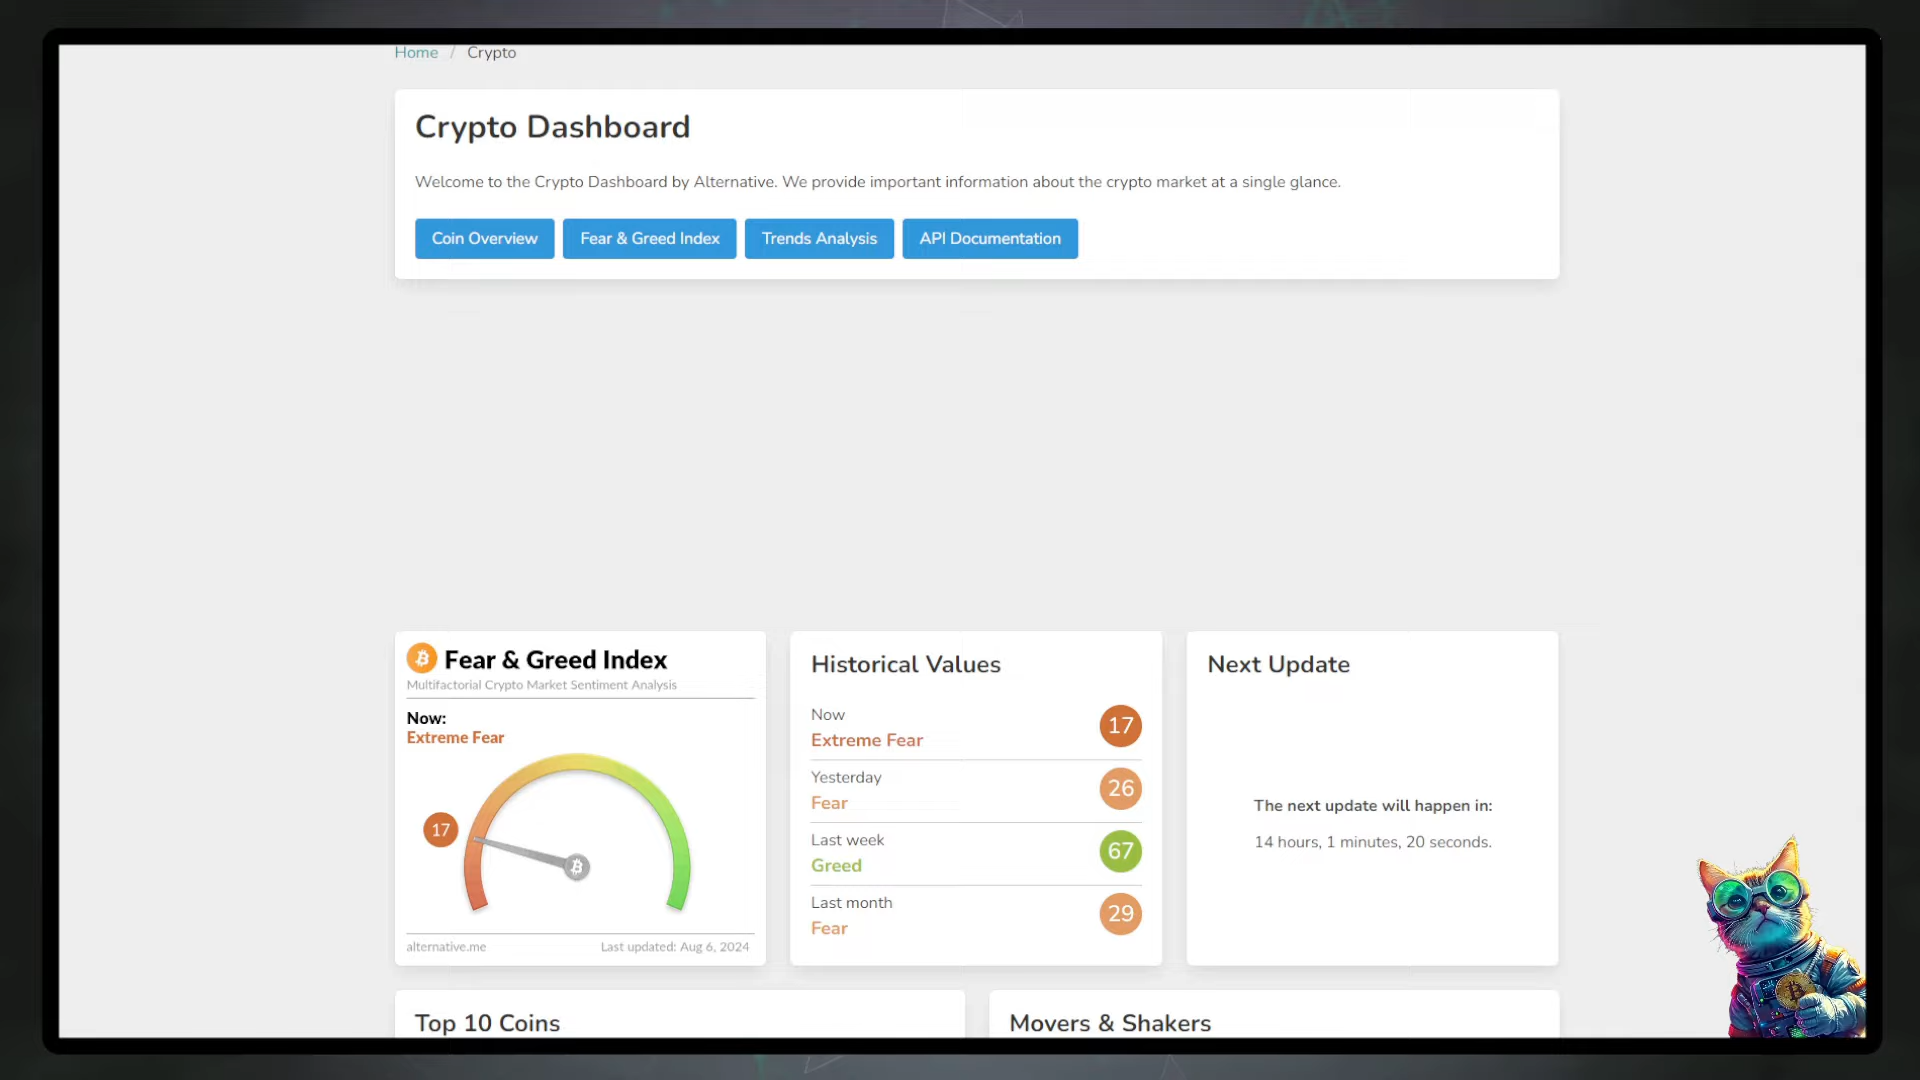 Home / Crypto
Crypto Dashboard
Welcome to the Crypto Dashboard by Alternative. We provide important information about the crypto market at a single glance.
Coin Overview
Fear & Greed Index
Trends Analysis
API Documentation
Fear & Greed Index
Multifactorial Crypto Market Sentiment Analysis
Now:
Extreme Fear
17
alternative.me
Last updated: Aug 6, 2024
Historical Values
Now
Extreme Fear
17
Yesterday
Fear
26
Last week
Greed
67
Last month
Fear
29
Next Update
The next update will happen in:
14 hours, 1 minutes, 20 seconds.
Top 10 Coins
Movers & Shakers